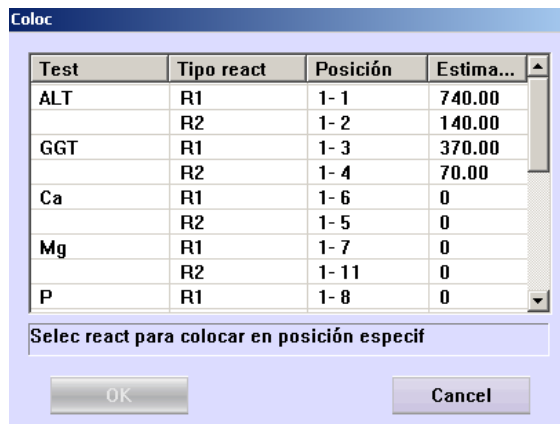 Coloc
Test Tipo react Posición Estima...
ALT R1 1- 1 740.00
R2 1- 2 140.00
GGT R1 1- 3 370.00
R2 1- 4 70.00
Ca R1 1- 6 0
R2 1- 5 0
Mg R1 1- 7 0
R2 1- 11 0
P R1 1- 8 0
Selec react para colocar en posición especif
OK Cancel